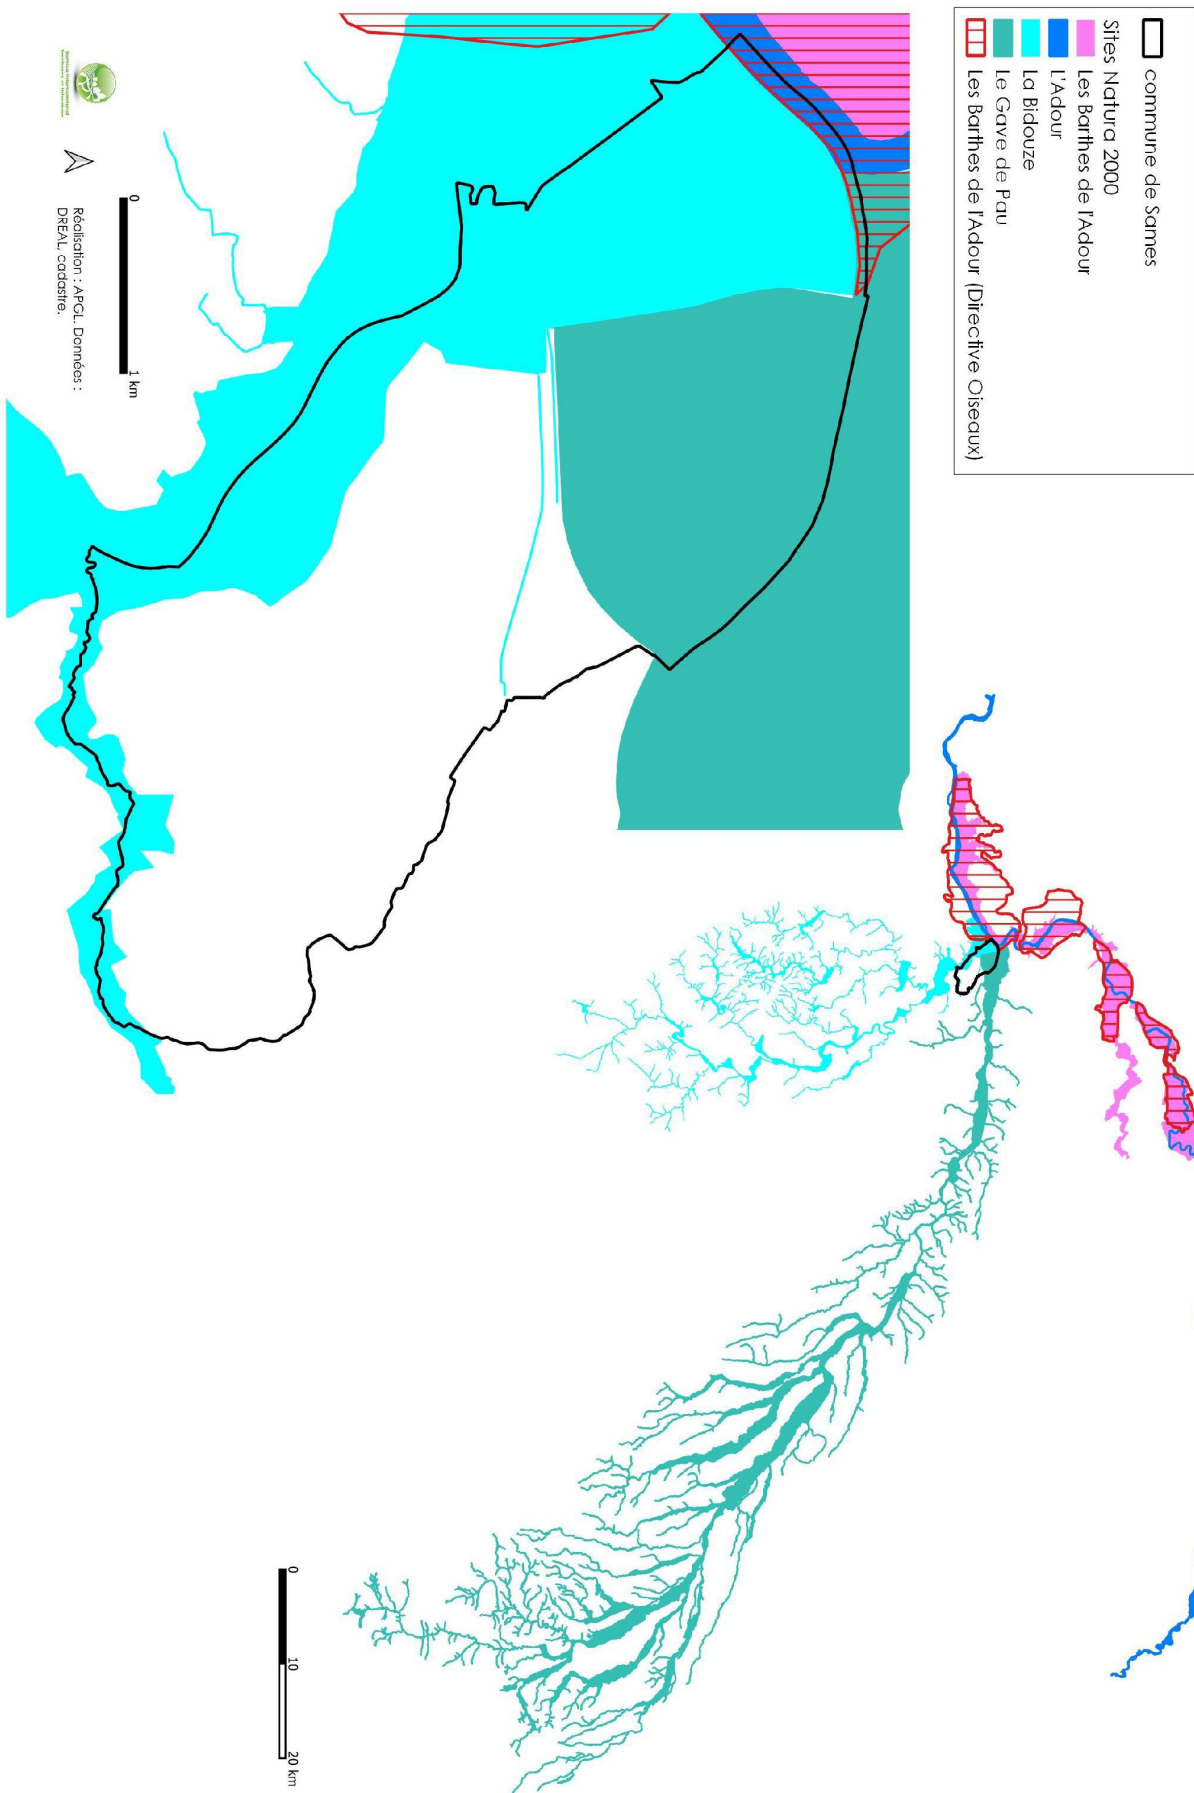 commune de Sames
Sites Natura 2000
Les Barthes de l'Adour
L'Adour
La Bidouze
Le Gave de Pau
Les Barthes de l'Adour (Directive Oiseaux)
0 1 km
Réalisation : APGL. Données :
DREAL, cadastre.
0 10 20 km